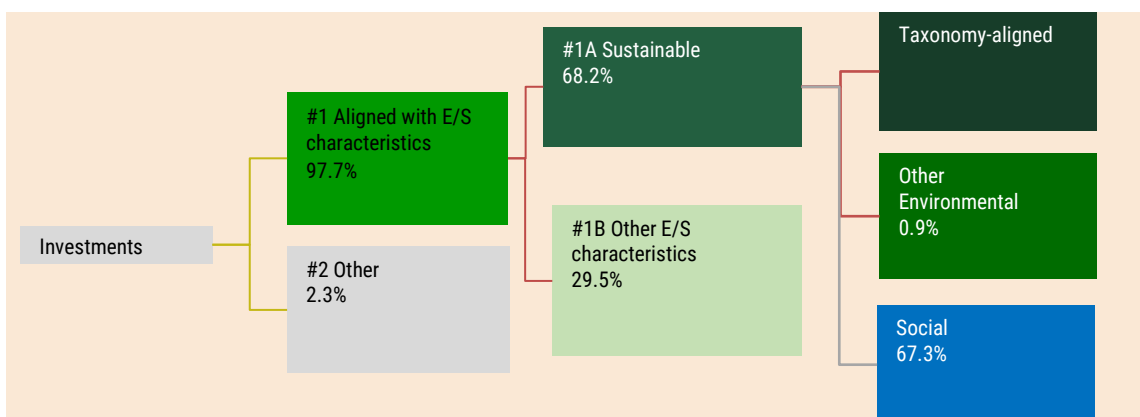 Investments
#1 Aligned with E/S
characteristics
97.7%
#2 Other
2.3%
#1A Sustainable
68.2%
#1B Other E/S
characteristics
29.5%
Taxonomy-aligned
Other
Environmental
0.9%
Social
67.3%